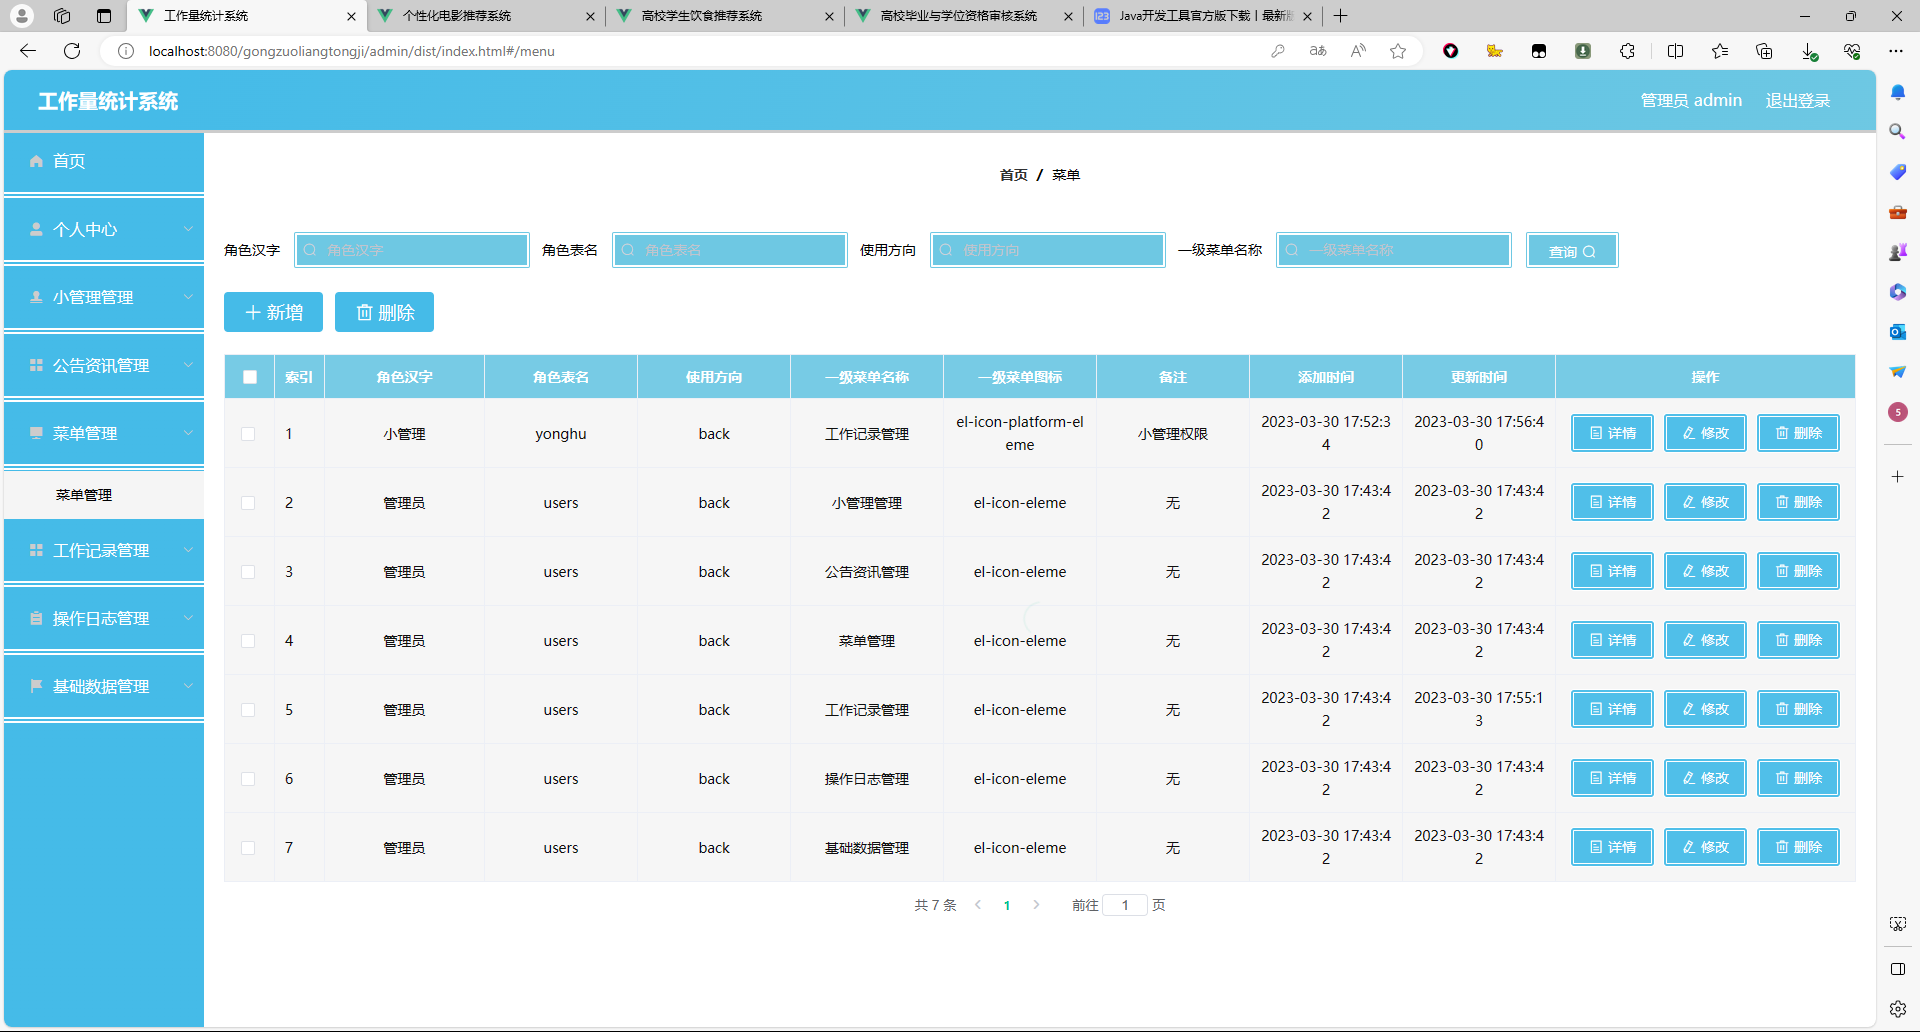 工作量统计系统
个性化电影推荐系统
高校学生饮食推荐系统
高校毕业与学位资格审核系统
Java开发工具官方版下载丨最新版
localhost:8080/gongzuoliangtongji/admin/dist/index.html#/menu
工作量统计系统
管理员 admin 退出登录
首页
个人中心
小管理管理
公告资讯管理
菜单管理
菜单管理
工作记录管理
操作日志管理
基础数据管理
首页 / 菜单
角色汉字 角色汉字 角色表名 角色表名 使用方向 使用方向 一级菜单名称 一级菜单名称 查询
新增 删除
索引 角色汉字 角色表名 使用方向 一级菜单名称 一级菜单图标 备注 添加时间 更新时间 操作
1 小管理 yonghu back 工作记录管理 el-icon-platform-eleme 小管理权限 2023-03-30 17:52:34 2023-03-30 17:56:40 详情 修改 删除
2 管理员 users back 小管理管理 el-icon-eleme 无 2023-03-30 17:43:42 2023-03-30 17:43:42 详情 修改 删除
3 管理员 users back 公告资讯管理 el-icon-eleme 无 2023-03-30 17:43:42 2023-03-30 17:43:42 详情 修改 删除
4 管理员 users back 菜单管理 el-icon-eleme 无 2023-03-30 17:43:42 2023-03-30 17:43:42 详情 修改 删除
5 管理员 users back 工作记录管理 el-icon-eleme 无 2023-03-30 17:43:42 2023-03-30 17:55:13 详情 修改 删除
6 管理员 users back 操作日志管理 el-icon-eleme 无 2023-03-30 17:43:42 2023-03-30 17:43:42 详情 修改 删除
7 管理员 users back 基础数据管理 el-icon-eleme 无 2023-03-30 17:43:42 2023-03-30 17:43:42 详情 修改 删除
共 7 条 1 前往 1 页